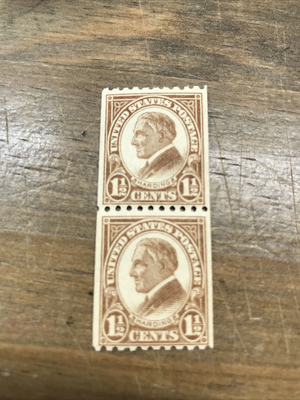 UNITED STATES POSTAGE
HARDING
1½ CENTS 1½
UNITED STATES POSTAGE
HARDING
1½ CENTS 1½